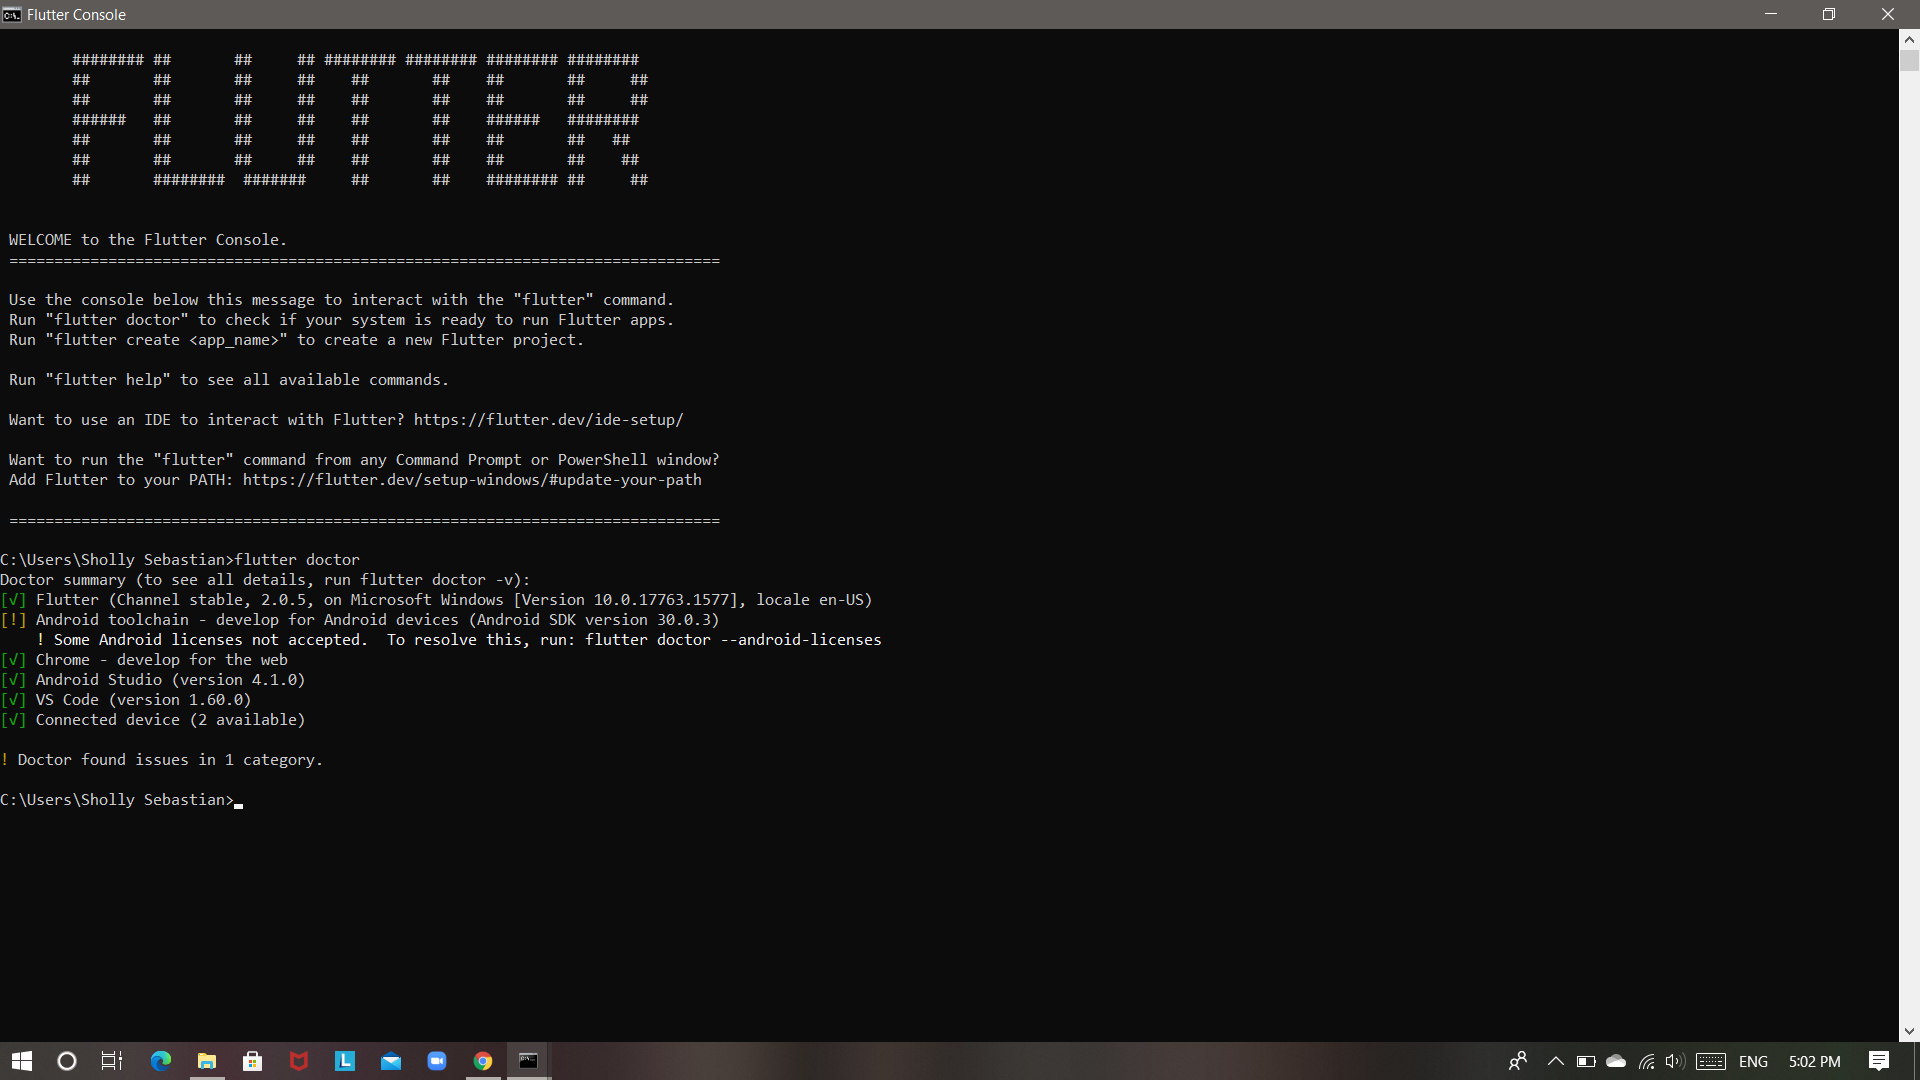 Flutter Console
######## ##       ##     ## ######## ######## ######## ########
##       ##       ##     ##    ##       ##    ##       ##     ##
##       ##       ##     ##    ##       ##    ##       ##     ##
######   ##       ##     ##    ##       ##    ######   ########
##       ##       ##     ##    ##       ##    ##       ##   ##
##       ##       ##     ##    ##       ##    ##       ##    ##
##       ########  #######     ##       ##    ######## ##     ##
WELCOME to the Flutter Console.
===============================================================================
Use the console below this message to interact with the "flutter" command.
Run "flutter doctor" to check if your system is ready to run Flutter apps.
Run "flutter create <app_name>" to create a new Flutter project.
Run "flutter help" to see all available commands.
Want to use an IDE to interact with Flutter? https://flutter.dev/ide-setup/
Want to run the "flutter" command from any Command Prompt or PowerShell window?
Add Flutter to your PATH: https://flutter.dev/setup-windows/#update-your-path
===============================================================================
C:\Users\Sholly Sebastian>flutter doctor
Doctor summary (to see all details, run flutter doctor -v):
[√] Flutter (Channel stable, 2.0.5, on Microsoft Windows [Version 10.0.17763.1577], locale en-US)
[!] Android toolchain - develop for Android devices (Android SDK version 30.0.3)
! Some Android licenses not accepted.  To resolve this, run: flutter doctor --android-licenses
[√] Chrome - develop for the web
[√] Android Studio (version 4.1.0)
[√] VS Code (version 1.60.0)
[√] Connected device (2 available)
! Doctor found issues in 1 category.
C:\Users\Sholly Sebastian>
L
ENG
5:02 PM